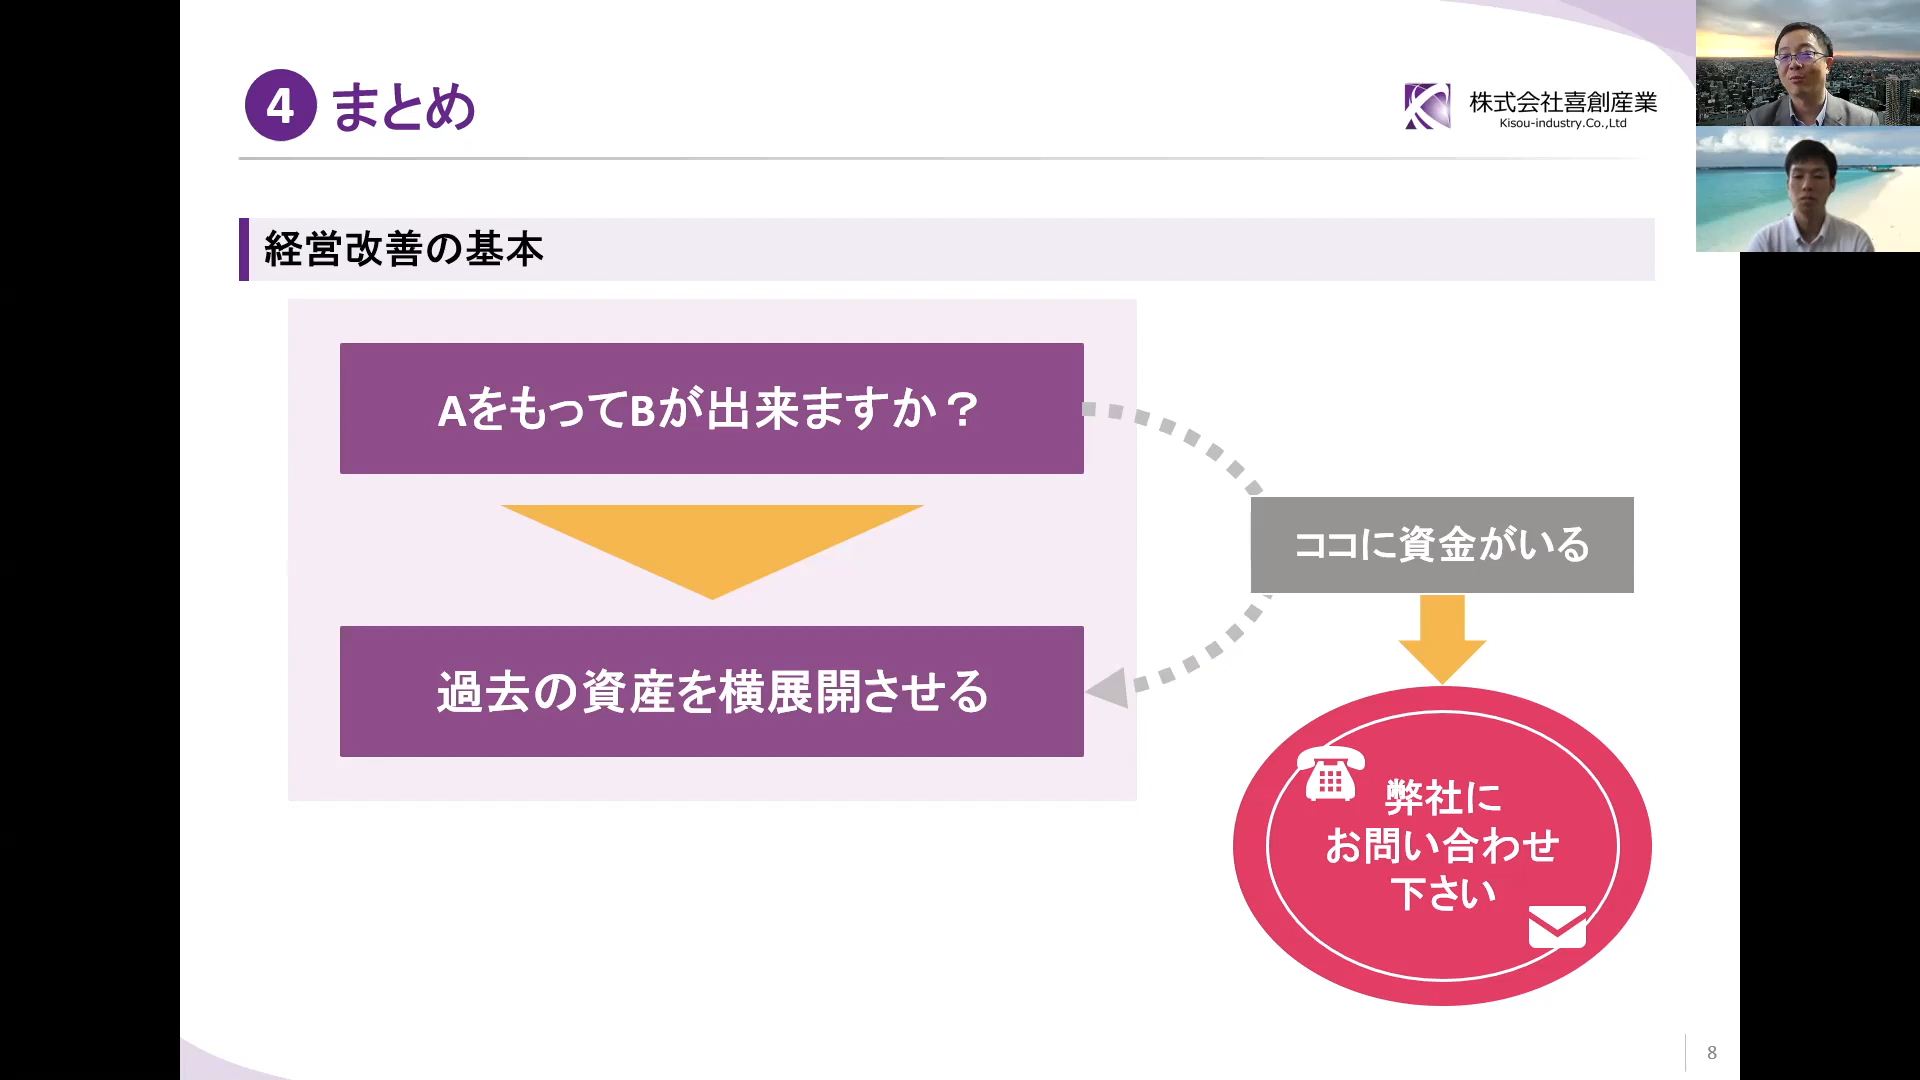 4 まとめ
株式会社喜創産業
Kisou-industry.Co.,Ltd
経営改善の基本
AをもってBが出来ますか？
ココに資金がいる
過去の資産を横展開させる
弊社に
お問い合わせ
下さい
8